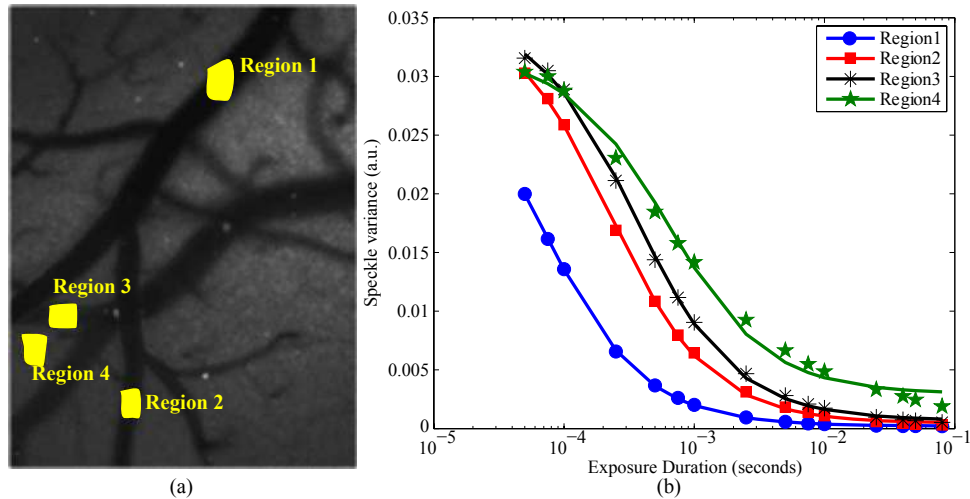 Region 1
Region 3
Region 4
Region 2
(a)
0.035
0.03
0.025
0.02
0.015
0.01
0.005
0
Speckle variance (a.u.)
Region1
Region2
Region3
Region4
10⁻⁵
10⁻⁴
10⁻³
10⁻²
10⁻¹
Exposure Duration (seconds)
(b)